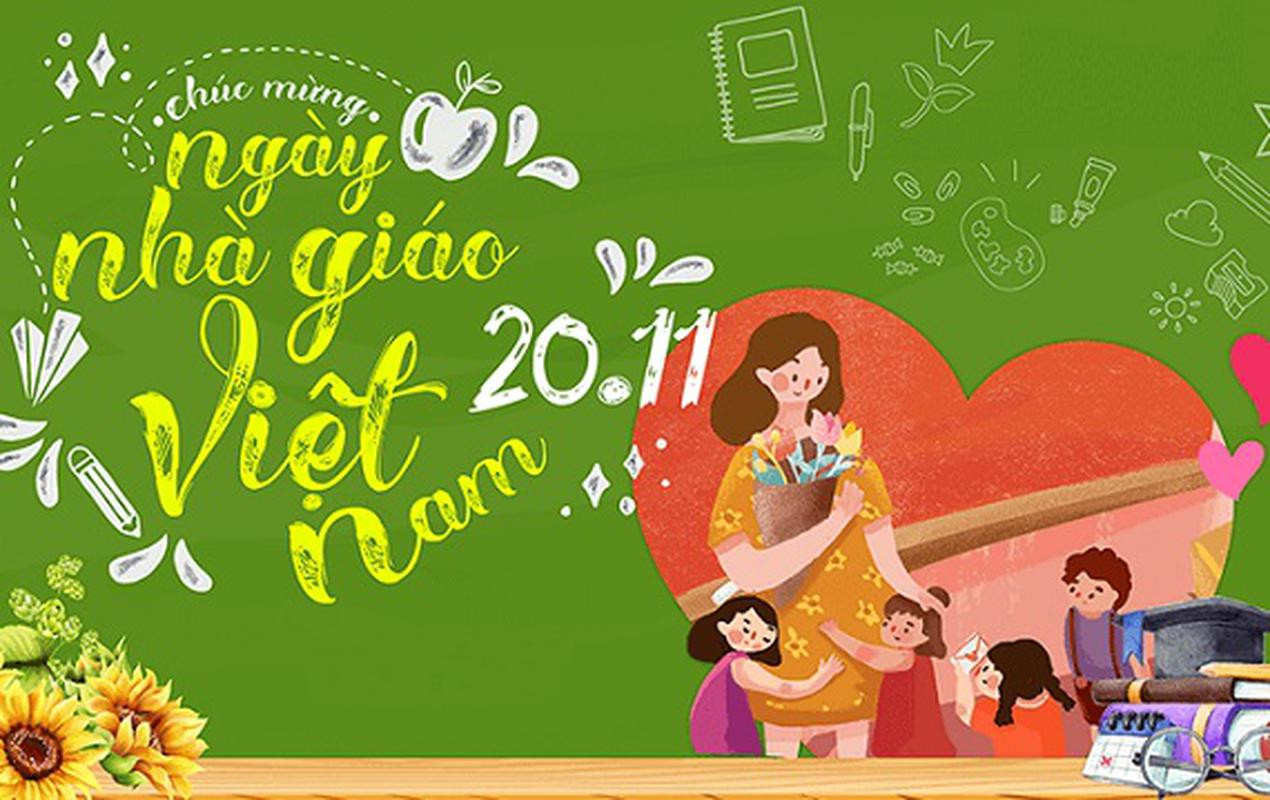 chúc mừng
ngày
nhà giáo
Việt
nam
20.11